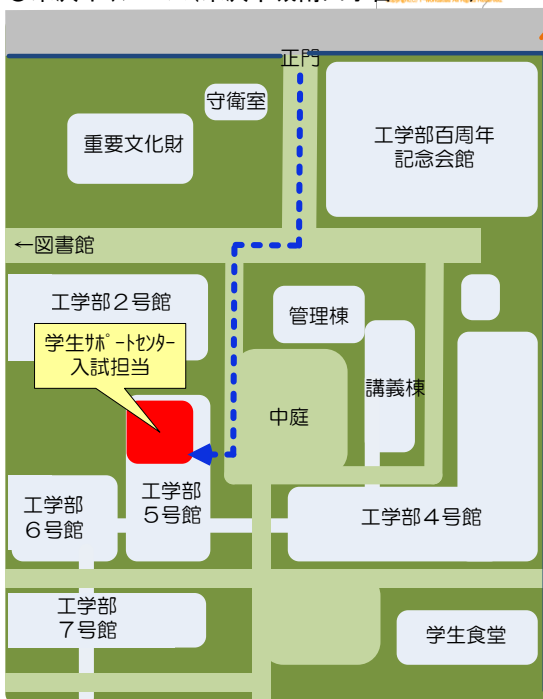 正門
守衛室
重要文化財
工学部百周年
記念会館
←図書館
工学部２号館
管理棟
学生ｻﾎﾟｰﾄｾﾝﾀｰ
入試担当
講義棟
中庭
工学部
６号館
工学部
５号館
工学部４号館
工学部
７号館
学生食堂